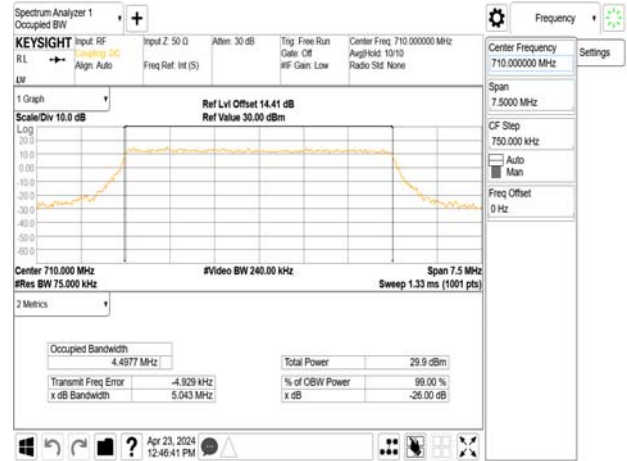 Spectrum Analyzer 1
Occupied BW
+
Frequency
KEYSIGHT
RL
Input: RF
Coupling: DC
Align: Auto
Input Z: 50 Ω
Freq Ref: Int (S)
Atten: 30 dB
Trig: Free Run
Gate: Off
#IF Gain: Low
Center Freq: 710.000000 MHz
Avg|Hold: 10/10
Radio Std: None
Center Frequency
710.000000 MHz
Settings
Span
7.5000 MHz
CF Step
750.000 kHz
Auto
Man
Freq Offset
0 Hz
1 Graph
Scale/Div 10.0 dB
Ref Lvl Offset 14.41 dB
Ref Value 30.00 dBm
Log
20.0
10.0
0.00
-10.0
-20.0
-30.0
-40.0
-50.0
-60.0
Center 710.000 MHz
#Res BW 75.000 kHz
#Video BW 240.00 kHz
Span 7.5 MHz
Sweep 1.33 ms (1001 pts)
2 Metrics
Occupied Bandwidth
4.4977 MHz
Total Power 29.9 dBm
Transmit Freq Error -4.929 kHz
% of OBW Power 99.00 %
x dB Bandwidth 5.043 MHz
x dB -26.00 dB
?
Apr 23, 2024
12:46:41 PM